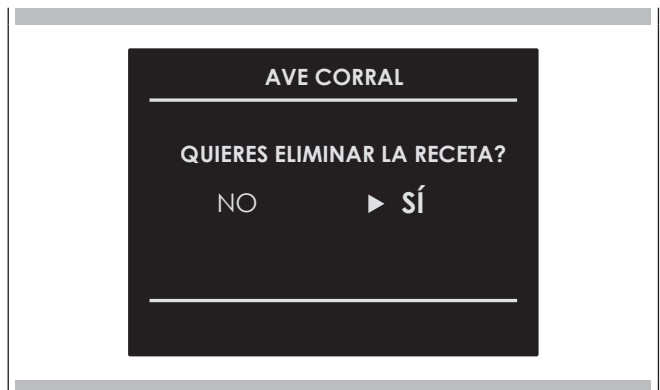 AVE CORRAL
QUIERES ELIMINAR LA RECETA?
NO ▶ SÍ